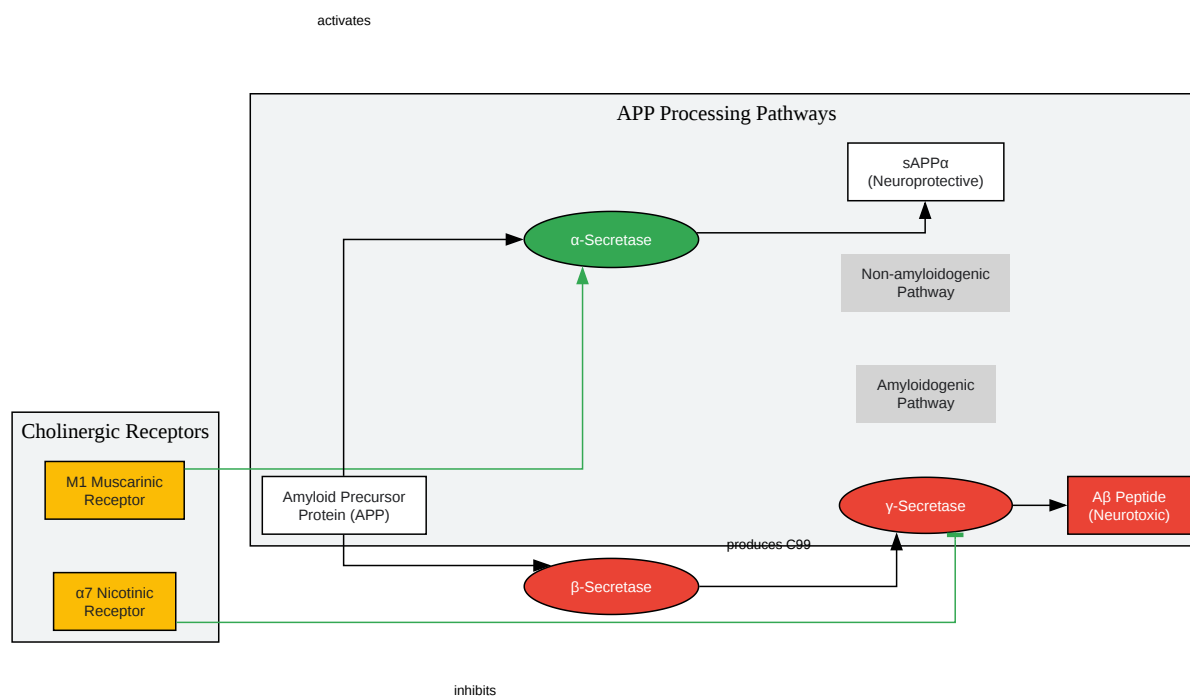 activates
APP Processing Pathways
sAPPα
(Neuroprotective)
α-Secretase
Non-amyloidogenic
Pathway
Amyloidogenic
Pathway
Cholinergic Receptors
M1 Muscarinic
Receptor
Amyloid Precursor
Protein (APP)
γ-Secretase
Aβ Peptide
(Neurotoxic)
produces C99
β-Secretase
α7 Nicotinic
Receptor
inhibits